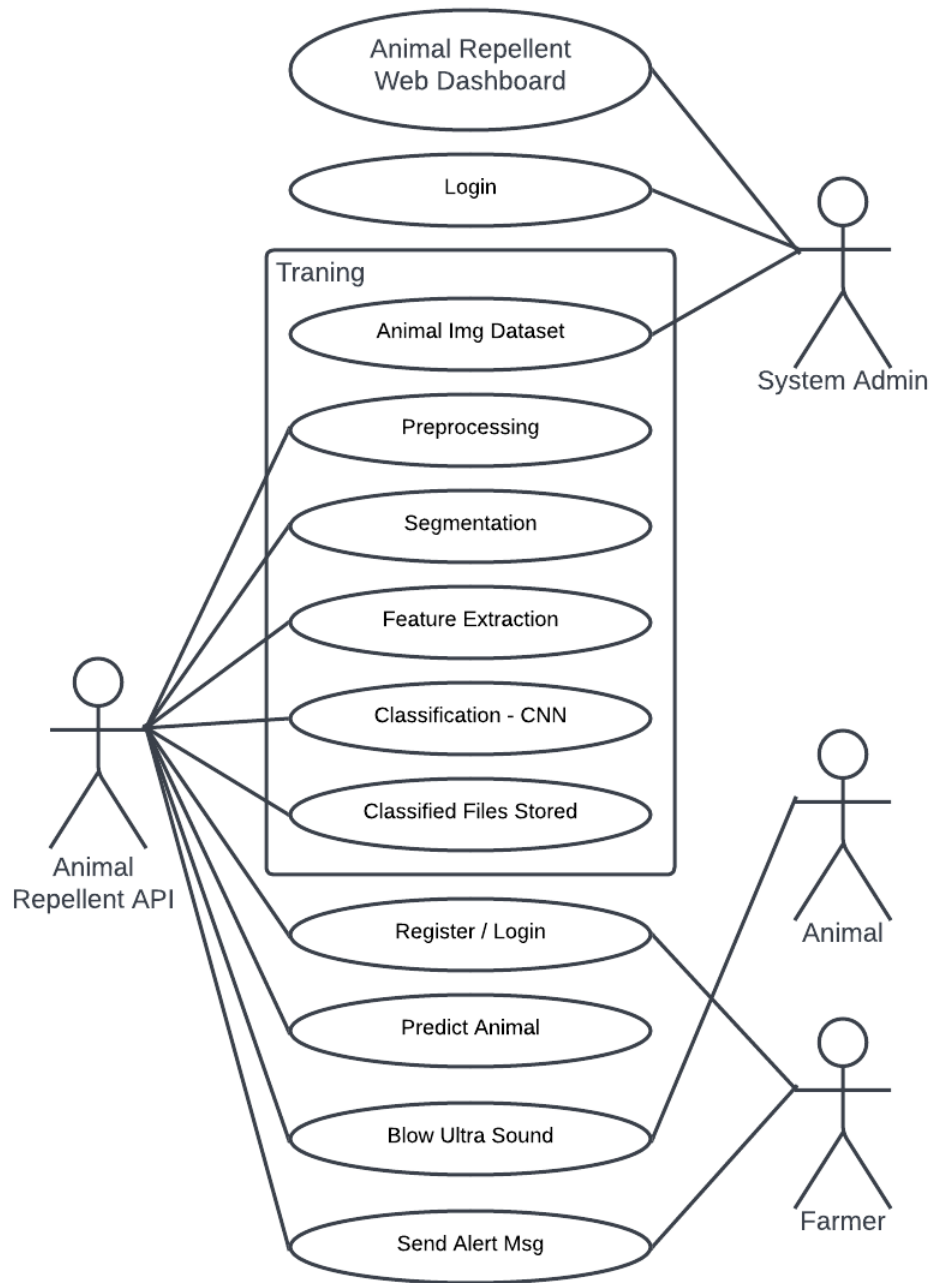 Animal Repellent
Web Dashboard
Login
Traning
Animal Img Dataset
System Admin
Preprocessing
Segmentation
Feature Extraction
Classification - CNN
Classified Files Stored
Animal
Repellent API
Register / Login
Animal
Predict Animal
Blow Ultra Sound
Farmer
Send Alert Msg